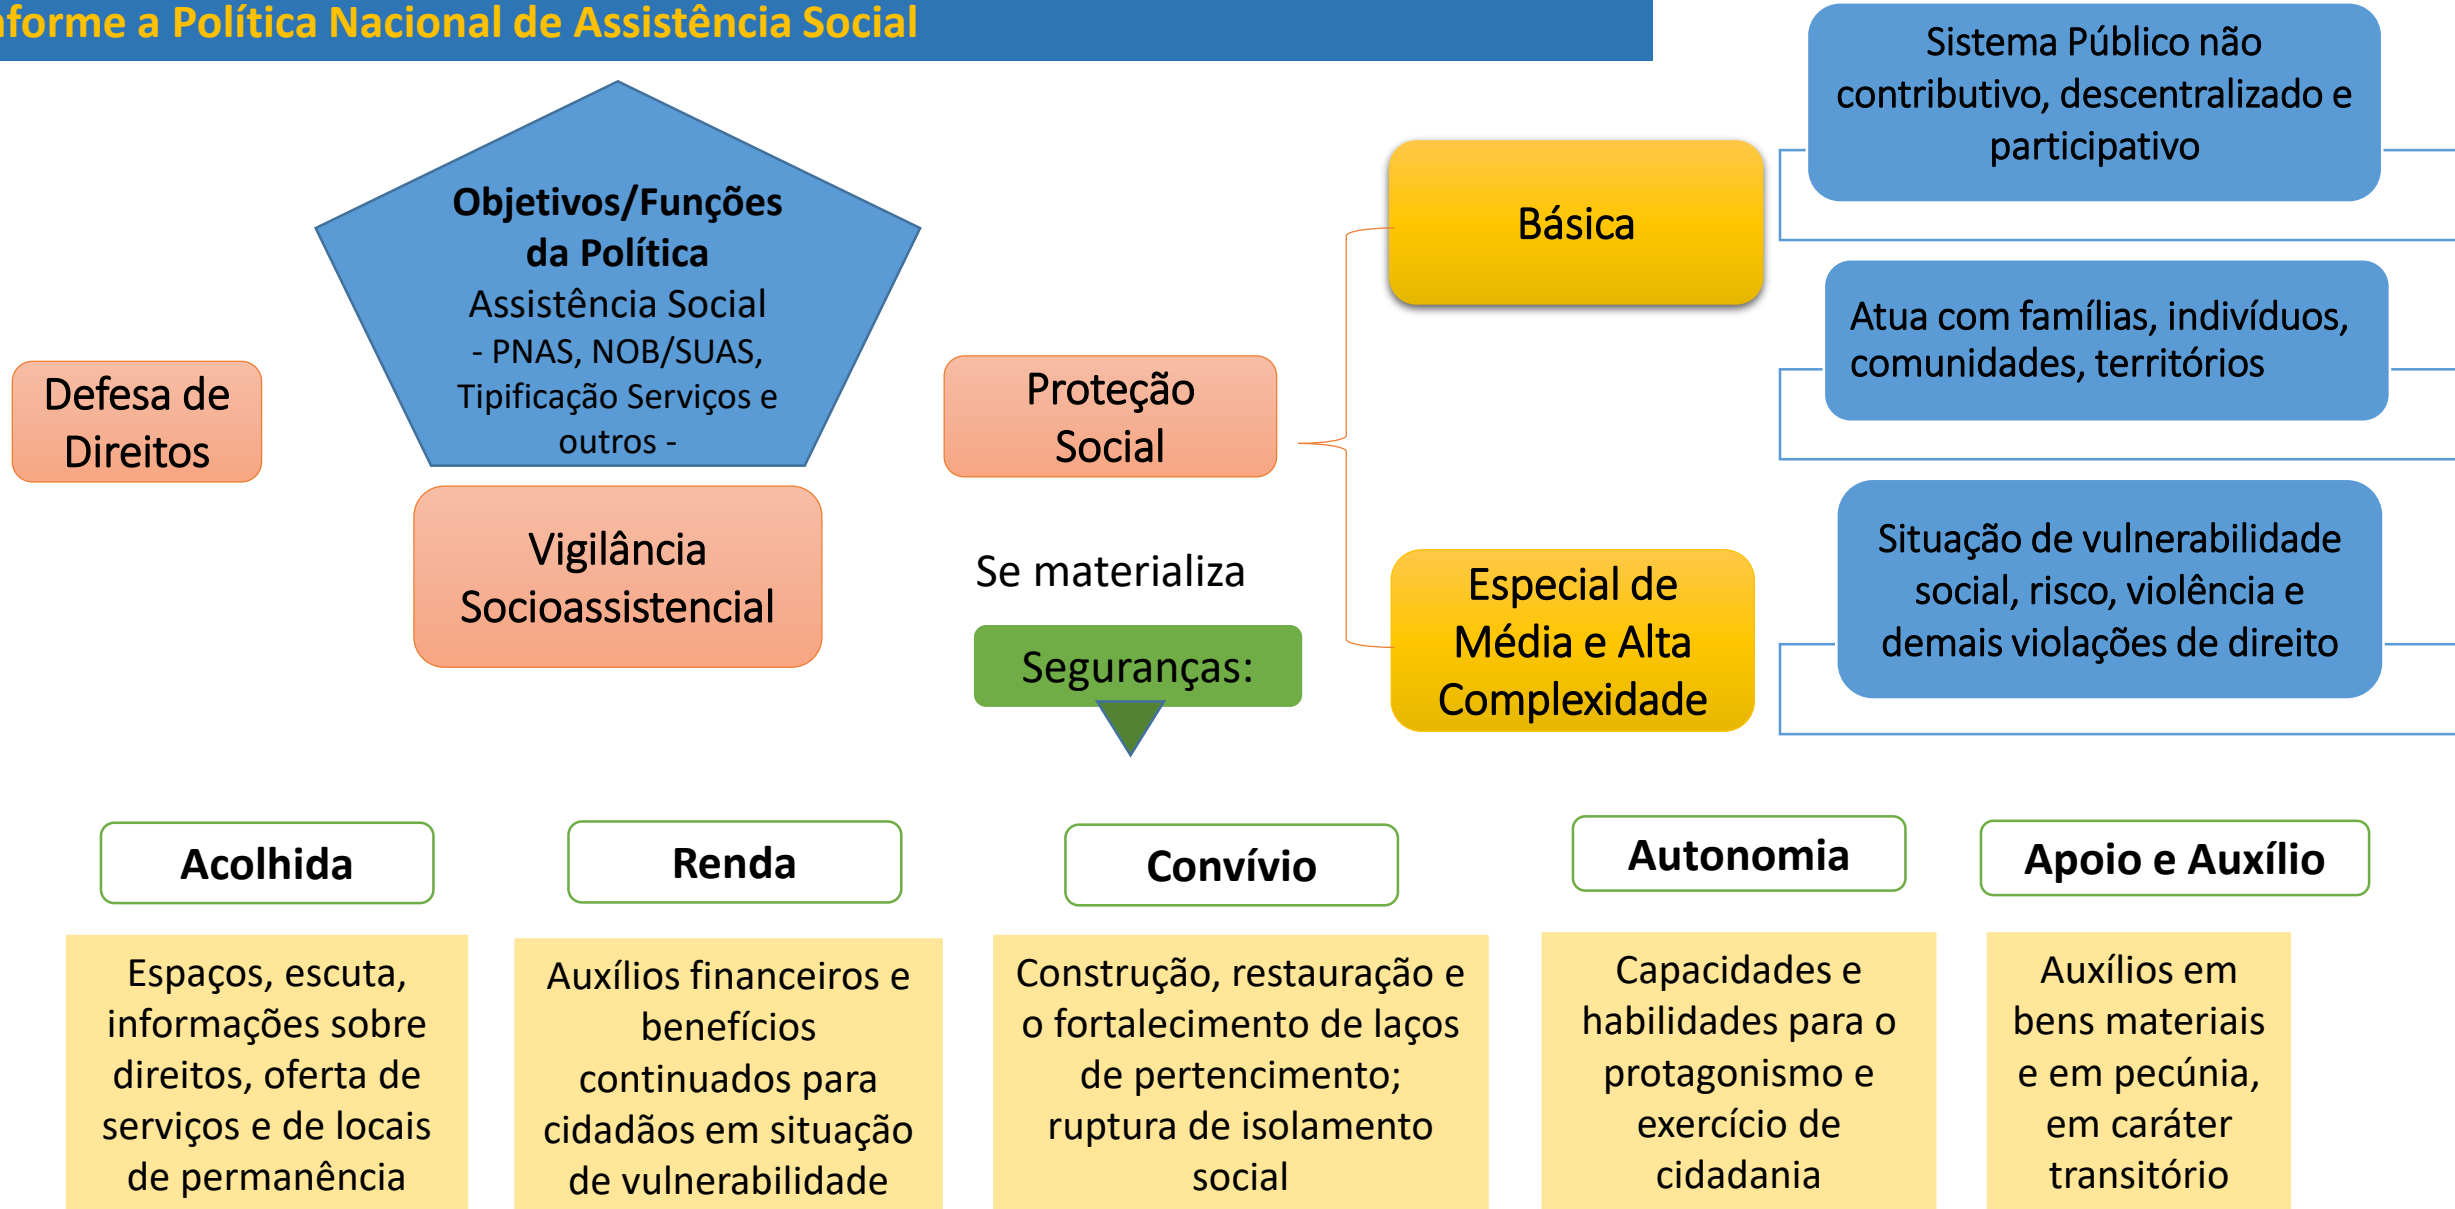 nforme a Política Nacional de Assistência Social
Objetivos/Funções
da Política
Assistência Social
- PNAS, NOB/SUAS,
Tipificação Serviços e
outros -
Defesa de
Direitos
Vigilância
Socioassistencial
Proteção
Social
Se materializa
Seguranças:
Básica
Especial de
Média e Alta
Complexidade
Sistema Público não
contributivo, descentralizado e
participativo
Atua com famílias, indivíduos,
comunidades, territórios
Situação de vulnerabilidade
social, risco, violência e
demais violações de direito
Acolhida
Espaços, escuta,
informações sobre
direitos, oferta de
serviços e de locais
de permanência
Renda
Auxílios financeiros e
benefícios
continuados para
cidadãos em situação
de vulnerabilidade
Convívio
Construção, restauração e
o fortalecimento de laços
de pertencimento;
ruptura de isolamento
social
Autonomia
Capacidades e
habilidades para o
protagonismo e
exercício de
cidadania
Apoio e Auxílio
Auxílios em
bens materiais
e em pecúnia,
em caráter
transitório